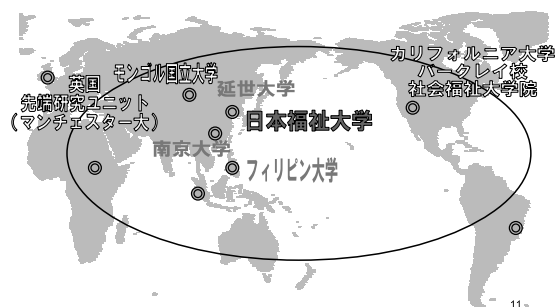 カリフォルニア大学
バークレイ校
社会福祉大学院
モンゴル国立大学
英国
先端研究ユニット
(マンチェスター大)
延世大学
日本福祉大学
南京大学
フィリピン大学
11